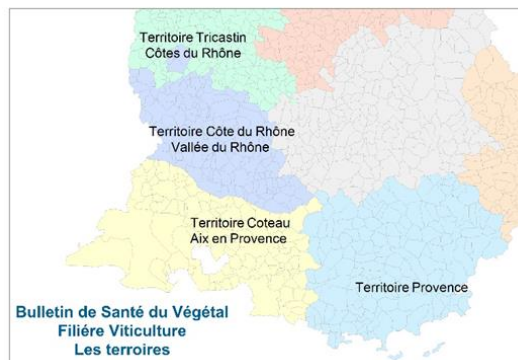 Territoire Tricastin
Côtes du Rhône
Territoire Côte du Rhône
Vallée du Rhône
Territoire Coteau
Aix en Provence
Territoire Provence
Bulletin de Santé du Végétal
Filiére Viticulture
Les terroires